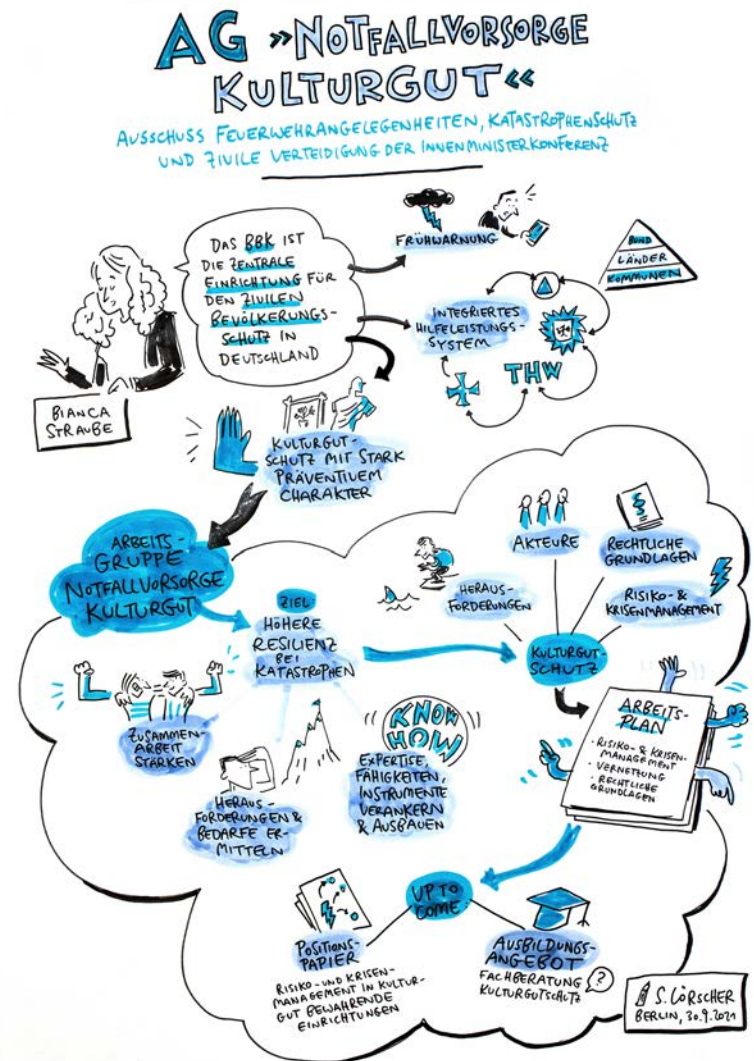 AG »NOTFALLVORSORGE
KULTURGUT«
AUSSCHUSS FEUERWEHRANGELEGENHEITEN, KATASTROPHENSCHUTZ
UND ZIVILE VERTEIDIGUNG DER INNENMINISTERKONFERENZ
DAS BBK IST
DIE ZENTRALE
EINRICHTUNG FÜR
DEN ZIVILEN
BEVÖLKERUNGS-
SCHUTZ IN
DEUTSCHLAND
BIANCA
STRAUBE
FRÜHWARNUNG
BUND
LÄNDER
KOMMUNEN
INTEGRIERTES
HILFELEISTUNGS-
SYSTEM
THW
KULTURGUT-
SCHUTZ MIT STARK
PRÄVENTIVEM
CHARAKTER
ARBEITS-
GRUPPE
NOTFALLVORSORGE
KULTURGUT
ZIEL:
HÖHERE
RESILIENZ
BEI
KATASTROPHEN
ZUSAMMEN-
ARBEIT
STÄRKEN
HERAUS-
FORDERUNGEN &
BEDARFE ER-
MITTELN
KNOW
HOW
EXPERTISE,
FÄHIGKEITEN,
INSTRUMENTE
VERANKERN
& AUSBAUEN
HERAUS-
FORDERUNGEN
AKTEURE
RECHTLICHE
GRUNDLAGEN
RISIKO- &
KRISENMANAGEMENT
KULTURGUT-
SCHUTZ
ARBEITS-
PLAN
· RISIKO- & KRISEN-
MANAGEMENT
· VERNETZUNG
· RECHTLICHE
GRUNDLAGEN
UP TO
COME
POSITIONS-
PAPIER
RISIKO- UND KRISEN-
MANAGEMENT IN KULTUR-
GUT BEWAHRENDE
EINRICHTUNGEN
AUSBILDUNGS-
ANGEBOT
FACHBERATUNG
KULTURGUTSCHUTZ
?
S. LÖRSCHER
BERLIN, 30.9.2021